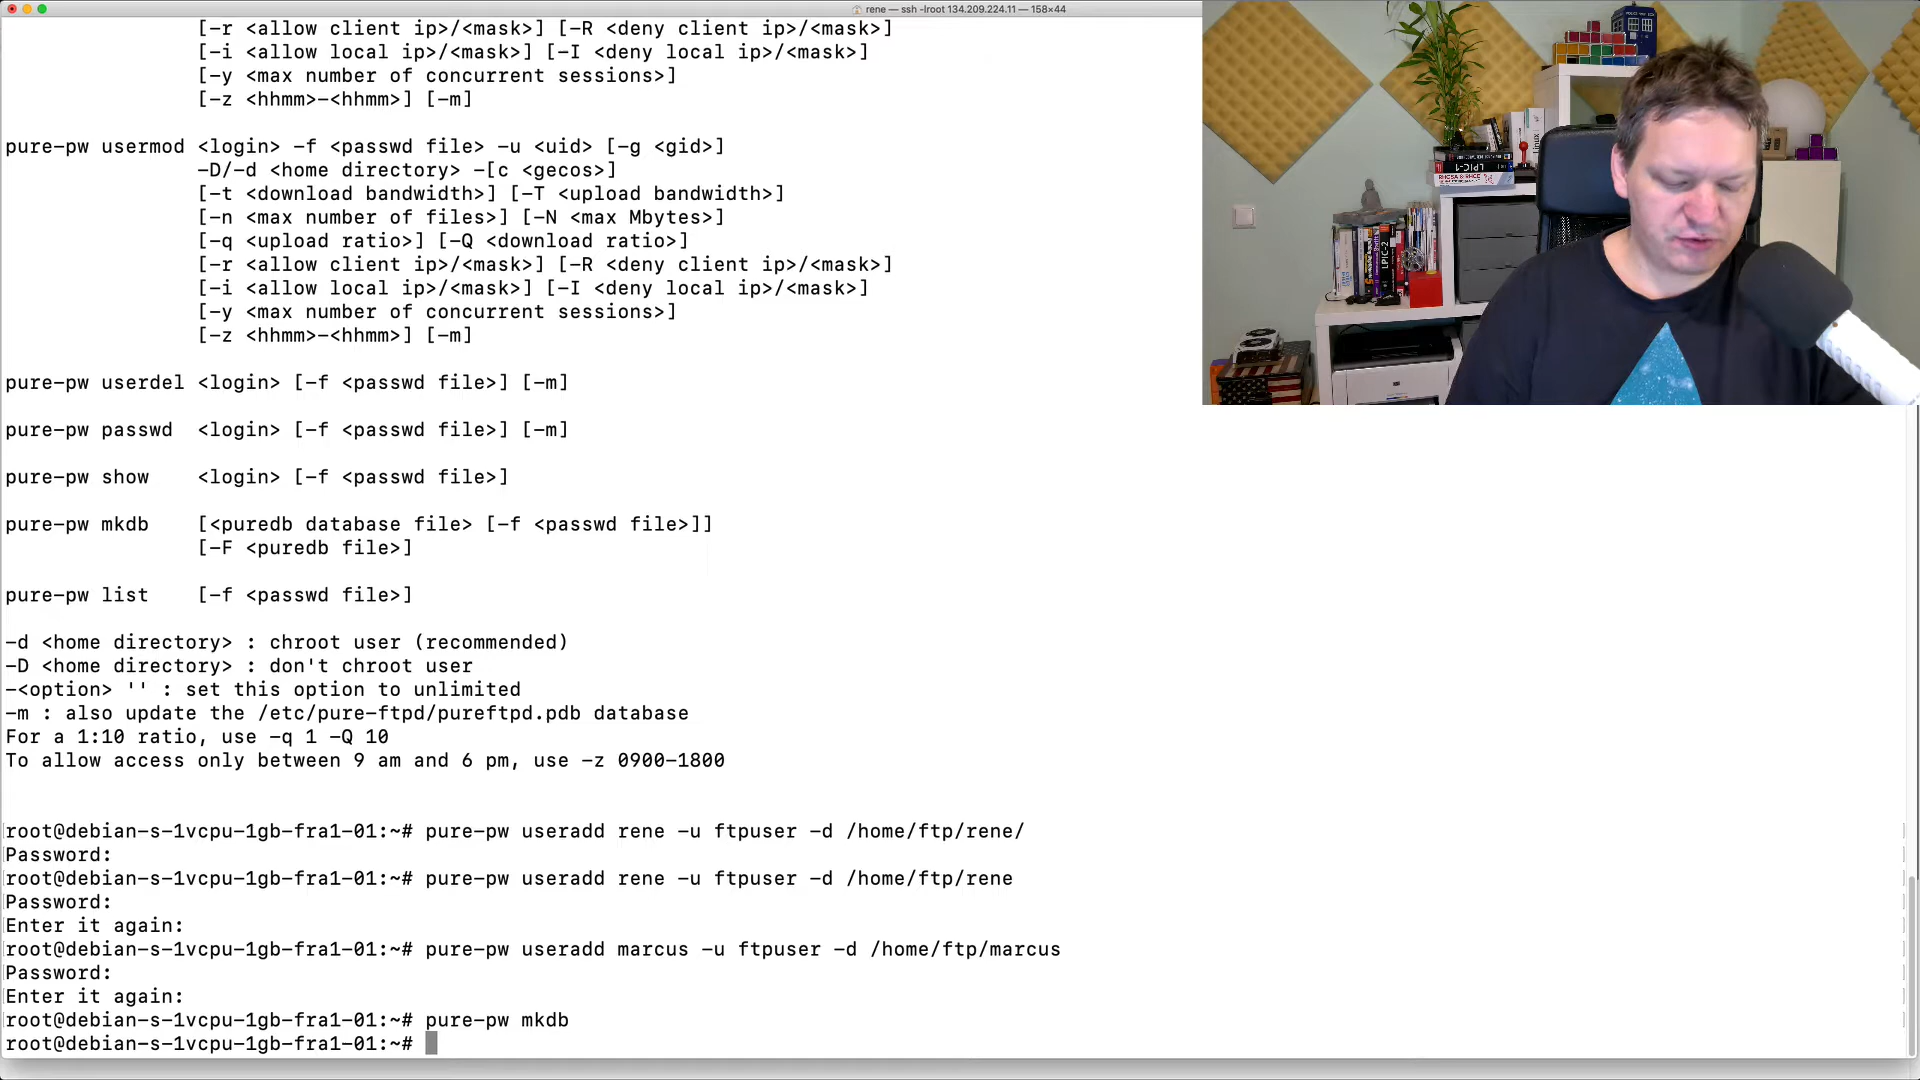 rene — ssh -lroot 134.209.224.11 — 158×44
[-r <allow client ip>/<mask>] [-R <deny client ip>/<mask>]
[-i <allow local ip>/<mask>] [-I <deny local ip>/<mask>]
[-y <max number of concurrent sessions>]
[-z <hhmm>-<hhmm>] [-m]
pure-pw usermod <login> -f <passwd file> -u <uid> [-g <gid>]
-D/-d <home directory> -[c <gecos>]
[-t <download bandwidth>] [-T <upload bandwidth>]
[-n <max number of files>] [-N <max Mbytes>]
[-q <upload ratio>] [-Q <download ratio>]
[-r <allow client ip>/<mask>] [-R <deny client ip>/<mask>]
[-i <allow local ip>/<mask>] [-I <deny local ip>/<mask>]
[-y <max number of concurrent sessions>]
[-z <hhmm>-<hhmm>] [-m]
pure-pw userdel <login> [-f <passwd file>] [-m]
pure-pw passwd  <login> [-f <passwd file>] [-m]
pure-pw show    <login> [-f <passwd file>]
pure-pw mkdb    [<puredb database file> [-f <passwd file>]]
[-F <puredb file>]
pure-pw list    [-f <passwd file>]
-d <home directory> : chroot user (recommended)
-D <home directory> : don't chroot user
-<option> '' : set this option to unlimited
-m : also update the /etc/pure-ftpd/pureftpd.pdb database
For a 1:10 ratio, use -q 1 -Q 10
To allow access only between 9 am and 6 pm, use -z 0900-1800
root@debian-s-1vcpu-1gb-fra1-01:~# pure-pw useradd rene -u ftpuser -d /home/ftp/rene/
Password:
root@debian-s-1vcpu-1gb-fra1-01:~# pure-pw useradd rene -u ftpuser -d /home/ftp/rene
Password:
Enter it again:
root@debian-s-1vcpu-1gb-fra1-01:~# pure-pw useradd marcus -u ftpuser -d /home/ftp/marcus
Password:
Enter it again:
root@debian-s-1vcpu-1gb-fra1-01:~# pure-pw mkdb
root@debian-s-1vcpu-1gb-fra1-01:~#
LPIC-1
RHCSA & RHCE
Linux
LPIC-2